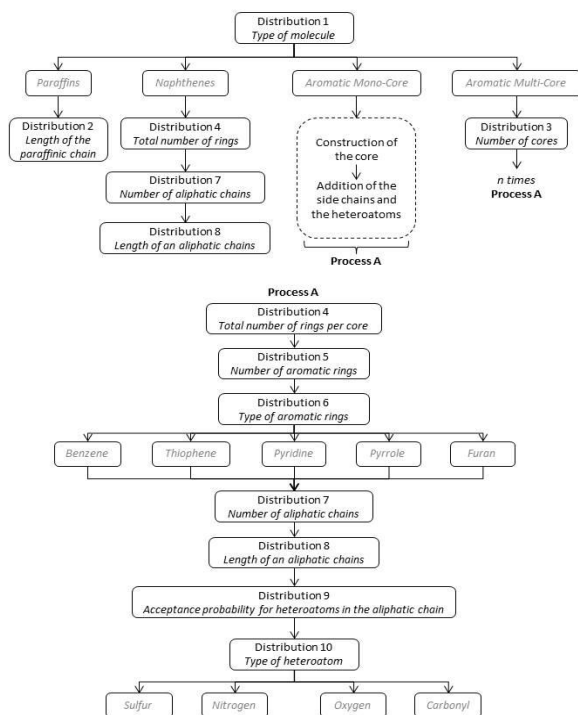 Distribution 1
Type of molecule
Paraffins
Naphthenes
Aromatic Mono-Core
Aromatic Multi-Core
Distribution 2
Length of the
paraffinic chain
Distribution 4
Total number of rings
Distribution 7
Number of aliphatic chains
Distribution 8
Length of an aliphatic chains
Construction of
the core
Addition of the
side chains and
the heteroatoms
Process A
Distribution 3
Number of cores
n times
Process A
Process A
Distribution 4
Total number of rings per core
Distribution 5
Number of aromatic rings
Distribution 6
Type of aromatic rings
Benzene
Thiophene
Pyridine
Pyrrole
Furan
Distribution 7
Number of aliphatic chains
Distribution 8
Length of an aliphatic chains
Distribution 9
Acceptance probability for heteroatoms in the aliphatic chain
Distribution 10
Type of heteroatom
Sulfur
Nitrogen
Oxygen
Carbonyl